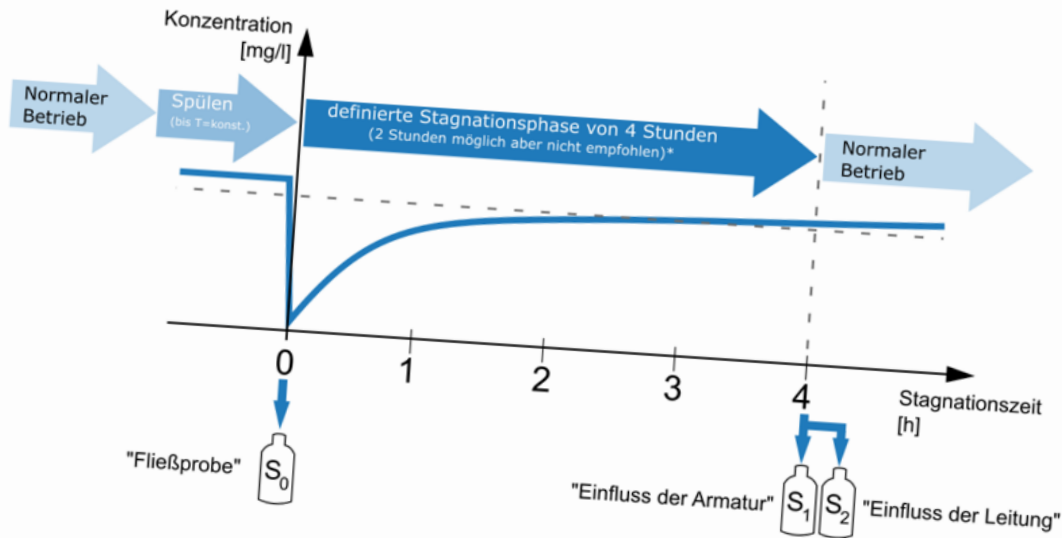 Konzentration
[mg/l]
Normaler
Betrieb
Spülen
(bis T=konst.)
definierte Stagnationsphase von 4 Stunden
(2 Stunden möglich aber nicht empfohlen)*
Normaler
Betrieb
0
1
2
3
4
Stagnationszeit
[h]
"Fließprobe"
S0
"Einfluss der Armatur"
S1
S2
"Einfluss der Leitung"